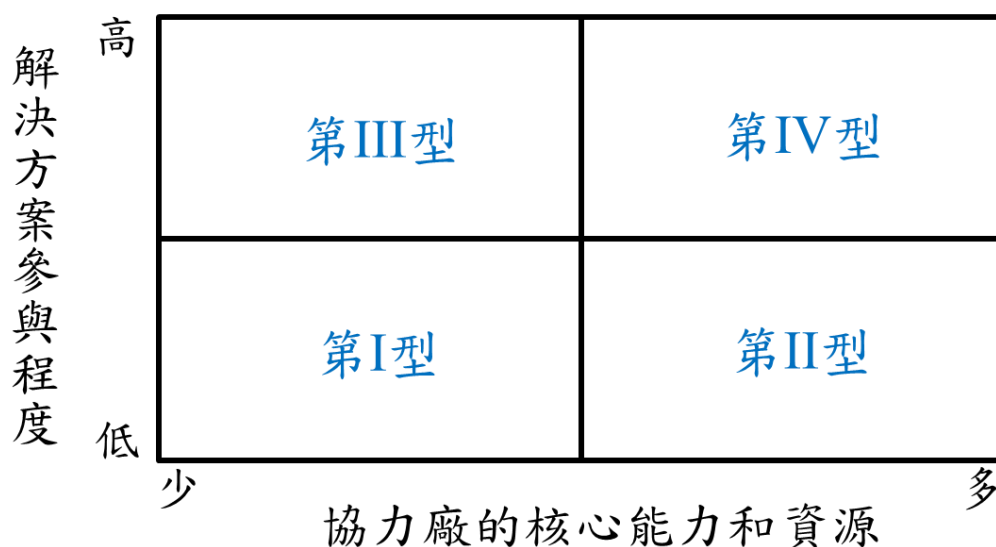 解決方案參與程度
高
第III型
第IV型
第I型
第II型
低
少
多
協力廠的核心能力和資源